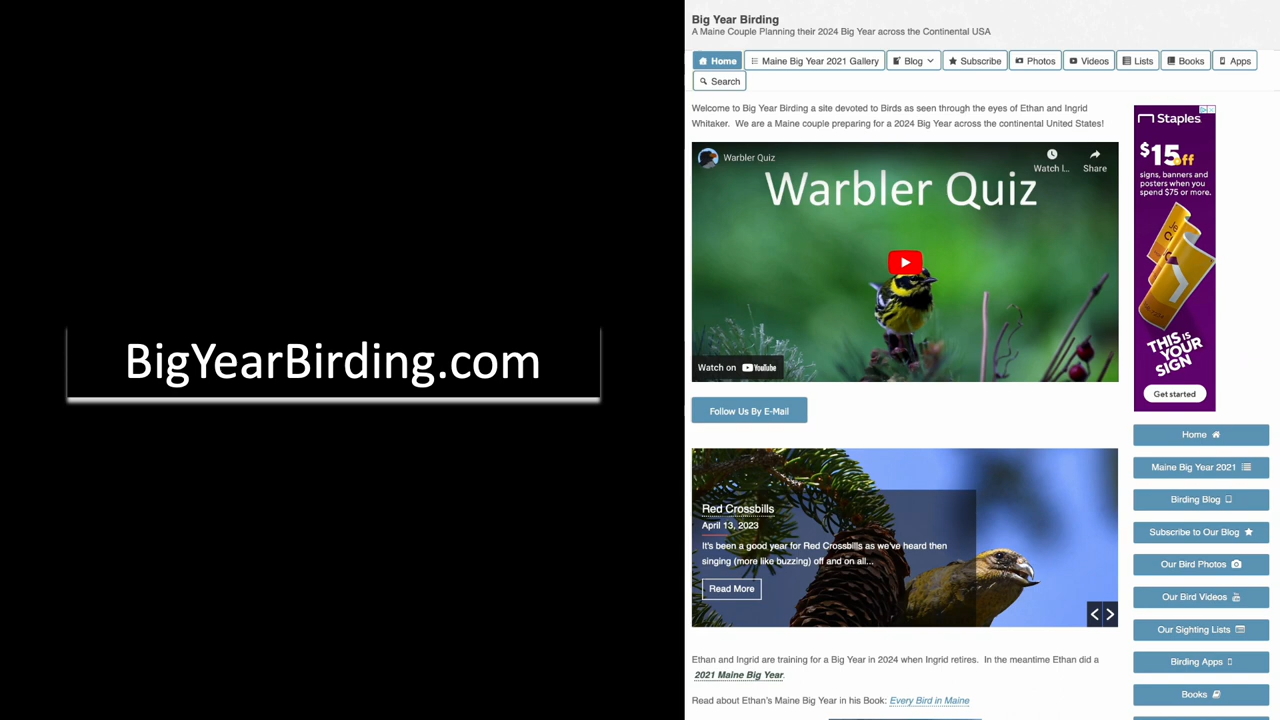 BigYearBirding.com
Big Year Birding
A Maine Couple Planning their 2024 Big Year across the Continental USA
Home
Maine Big Year 2021 Gallery
Blog
Subscribe
Photos
Videos
Lists
Books
Apps
Search
Welcome to Big Year Birding a site devoted to Birds as seen through the eyes of Ethan and Ingrid
Whitaker. We are a Maine couple preparing for a 2024 Big Year across the continental United States!
Warbler Quiz
Watch l...
Share
Warbler Quiz
Watch on YouTube
Follow Us By E-Mail
Red Crossbills
April 13, 2023
It's been a good year for Red Crossbills as we've heard then
singing (more like buzzing) off and on all...
Read More
Ethan and Ingrid are training for a Big Year in 2024 when Ingrid retires. In the meantime Ethan did a
2021 Maine Big Year.
Read about Ethan's Maine Big Year in his Book: Every Bird in Maine
Staples
$15off
signs, banners and
posters when you
spend $75 or more.
THIS IS
YOUR
SIGN
Get started
Home
Maine Big Year 2021
Birding Blog
Subscribe to Our Blog
Our Bird Photos
Our Bird Videos
Our Sighting Lists
Birding Apps
Books